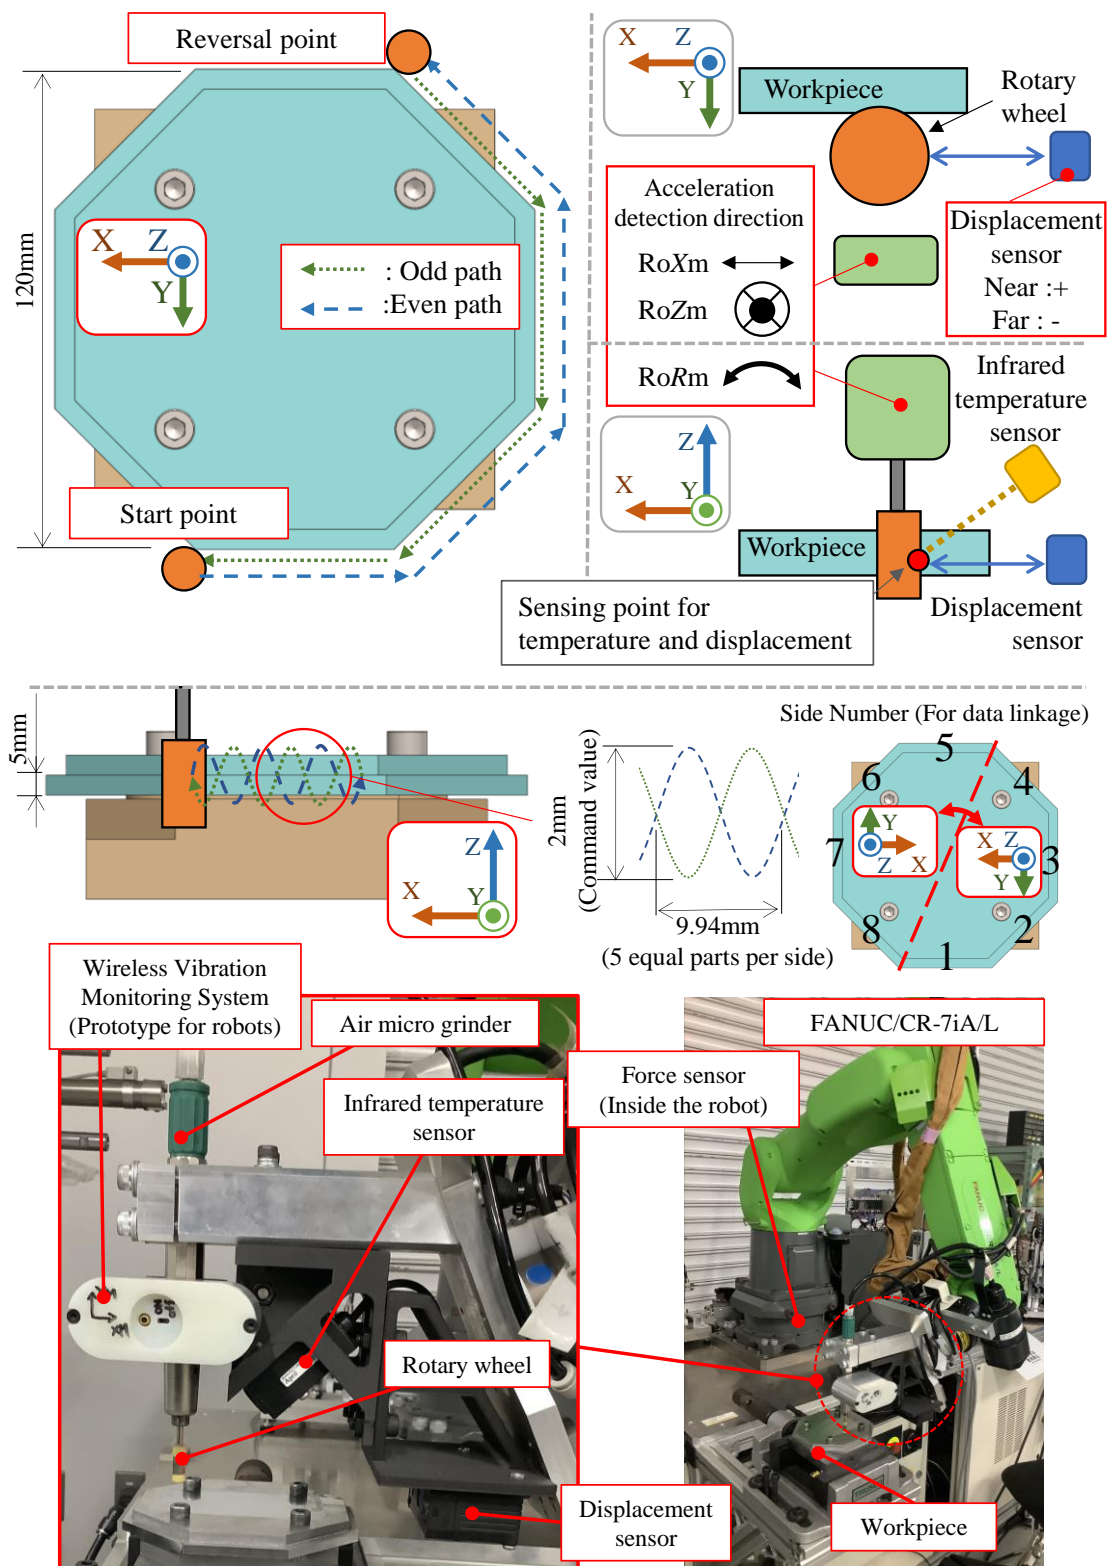 Reversal point
120mm
X
Z
Y
: Odd path
:Even path
Start point
X
Z
Y
Workpiece
Rotary
wheel
Acceleration
detection direction
RoXm
RoZm
RoRm
Displacement
sensor
Near :+
Far : -
Infrared
temperature
sensor
Z
X
Y
Workpiece
Sensing point for
temperature and displacement
Displacement
sensor
5mm
Z
X
Y
2mm
(Command value)
9.94mm
(5 equal parts per side)
Side Number (For data linkage)
5
6
4
Y
Z
X
7
X
Z
Y
3
8
2
1
Wireless Vibration
Monitoring System
(Prototype for robots)
Air micro grinder
Infrared temperature
sensor
Rotary wheel
Displacement
sensor
FANUC/CR-7iA/L
Force sensor
(Inside the robot)
Workpiece
XM
ON
FANUC